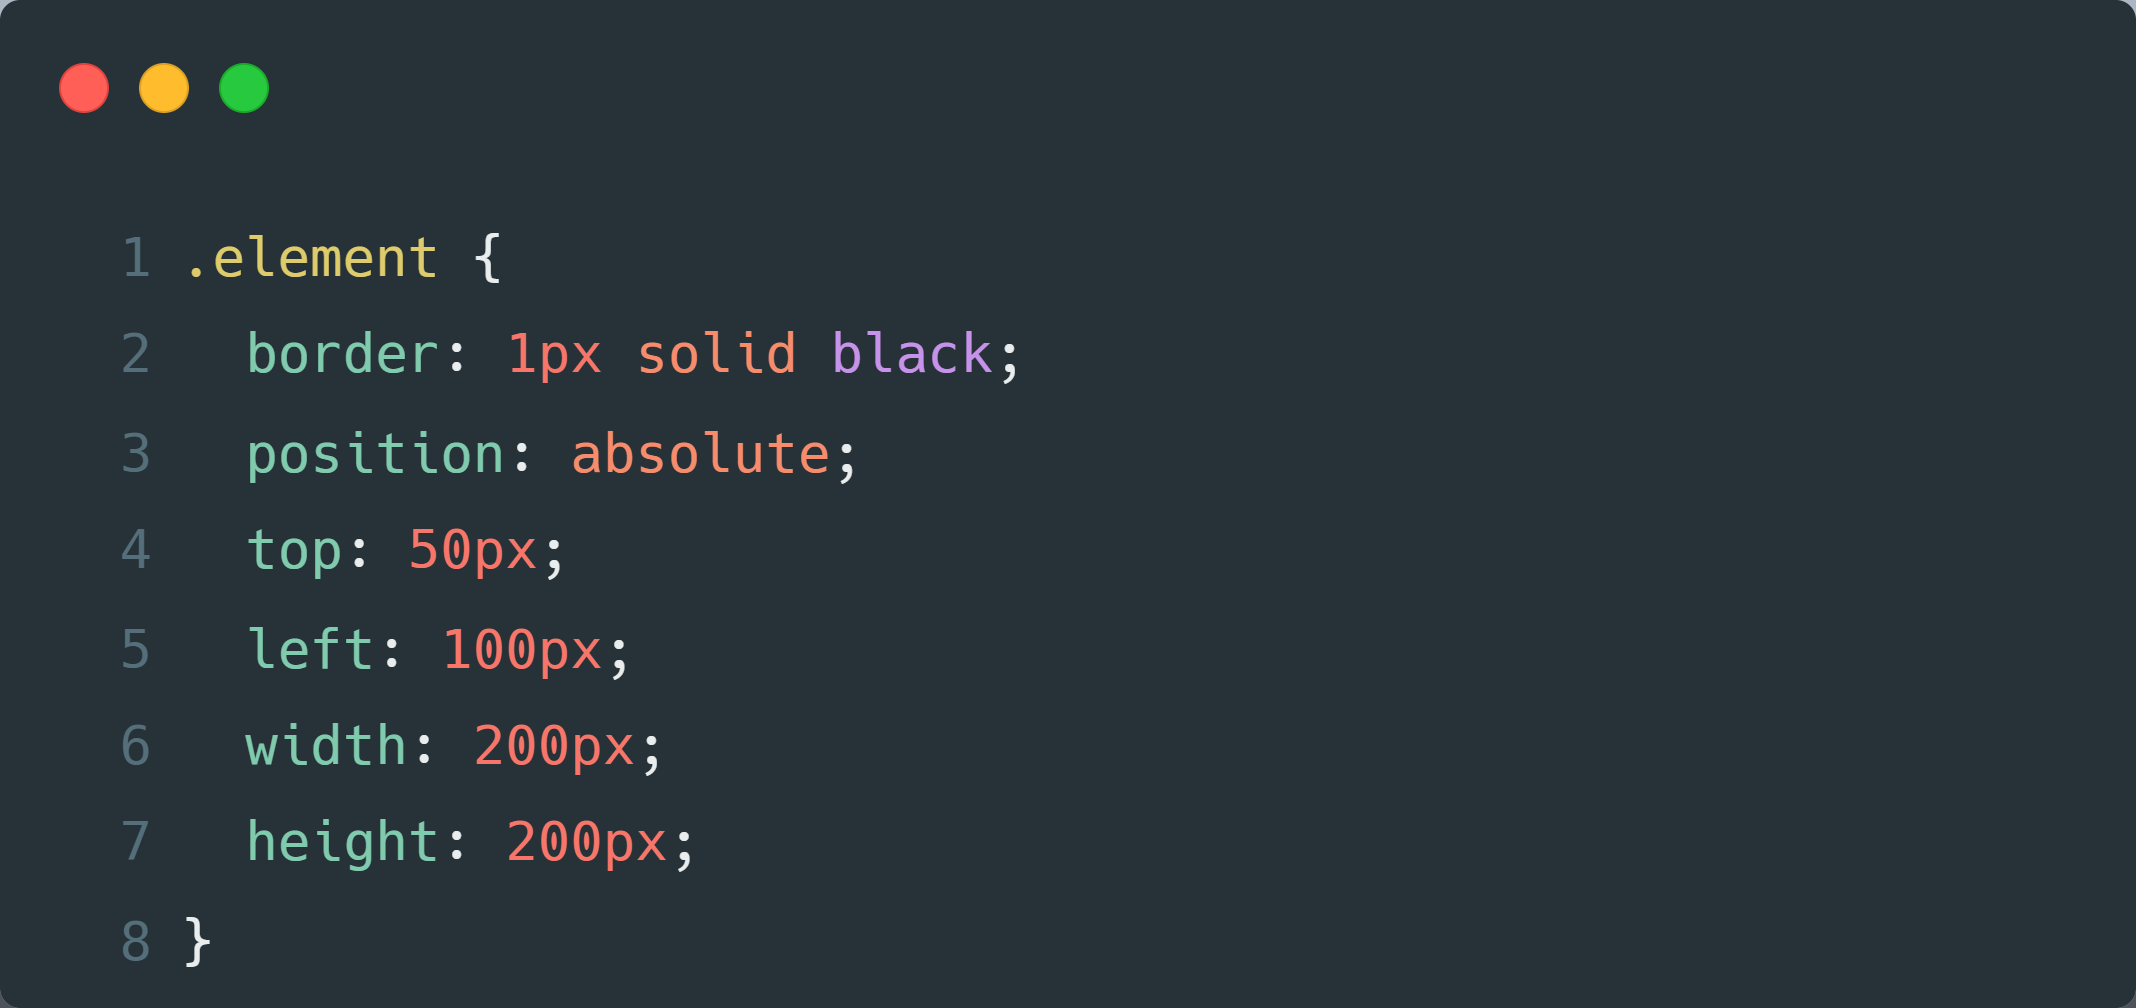 1 .element {
2   border: 1px solid black;
3   position: absolute;
4   top: 50px;
5   left: 100px;
6   width: 200px;
7   height: 200px;
8 }